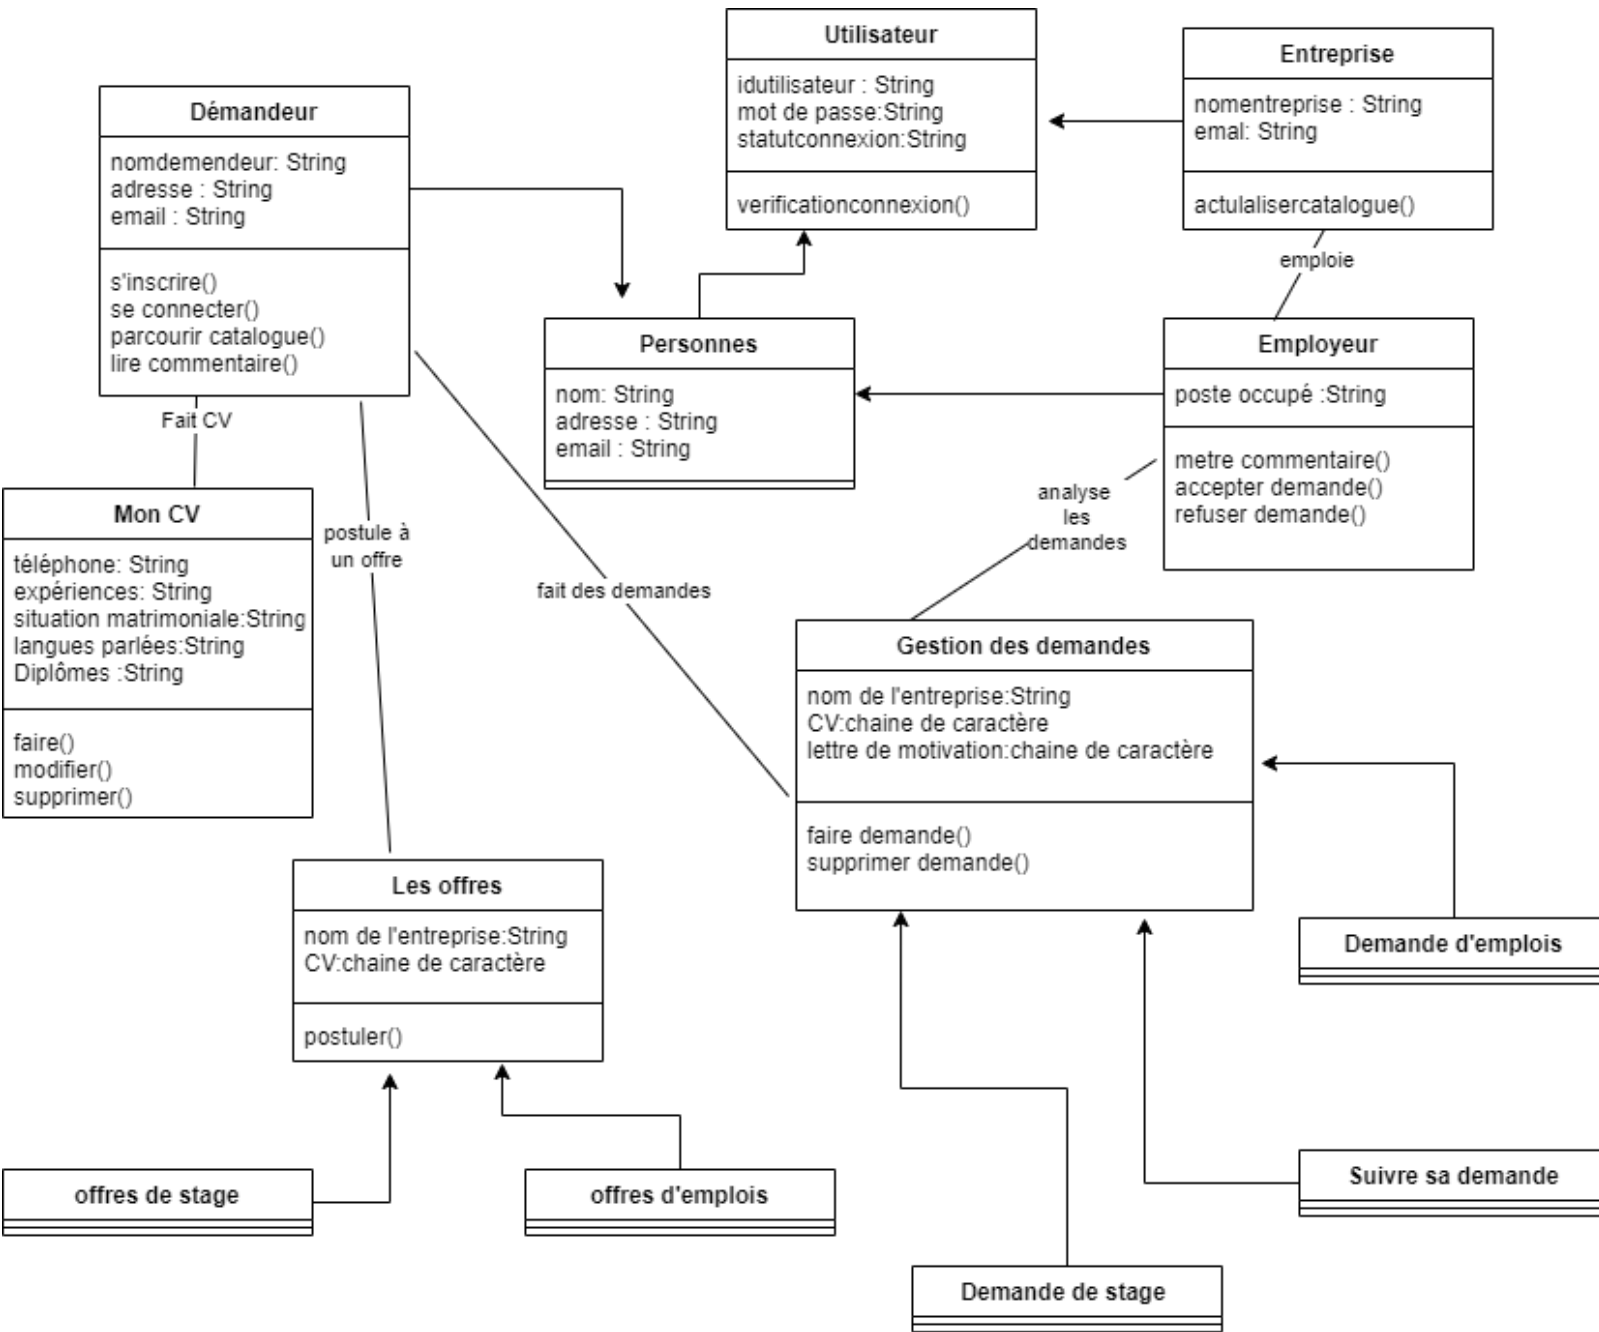 Utilisateur
idutilisateur : String
mot de passe:String
statutconnexion:String
verificationconnexion()
Entreprise
nomentreprise : String
emal: String
actulalisercatalogue()
Démandeur
nomdemendeur: String
adresse : String
email : String
s'inscrire()
se connecter()
parcourir catalogue()
lire commentaire()
emploie
Personnes
nom: String
adresse : String
email : String
Employeur
poste occupé :String
metre commentaire()
accepter demande()
refuser demande()
Fait CV
Mon CV
téléphone: String
expériences: String
situation matrimoniale:String
langues parlées:String
Diplômes :String
faire()
modifier()
supprimer()
postule à
un offre
fait des demandes
analyse
les
demandes
Gestion des demandes
nom de l'entreprise:String
CV:chaine de caractère
lettre de motivation:chaine de caractère
faire demande()
supprimer demande()
Les offres
nom de l'entreprise:String
CV:chaine de caractère
postuler()
Demande d'emplois
offres de stage
offres d'emplois
Suivre sa demande
Demande de stage